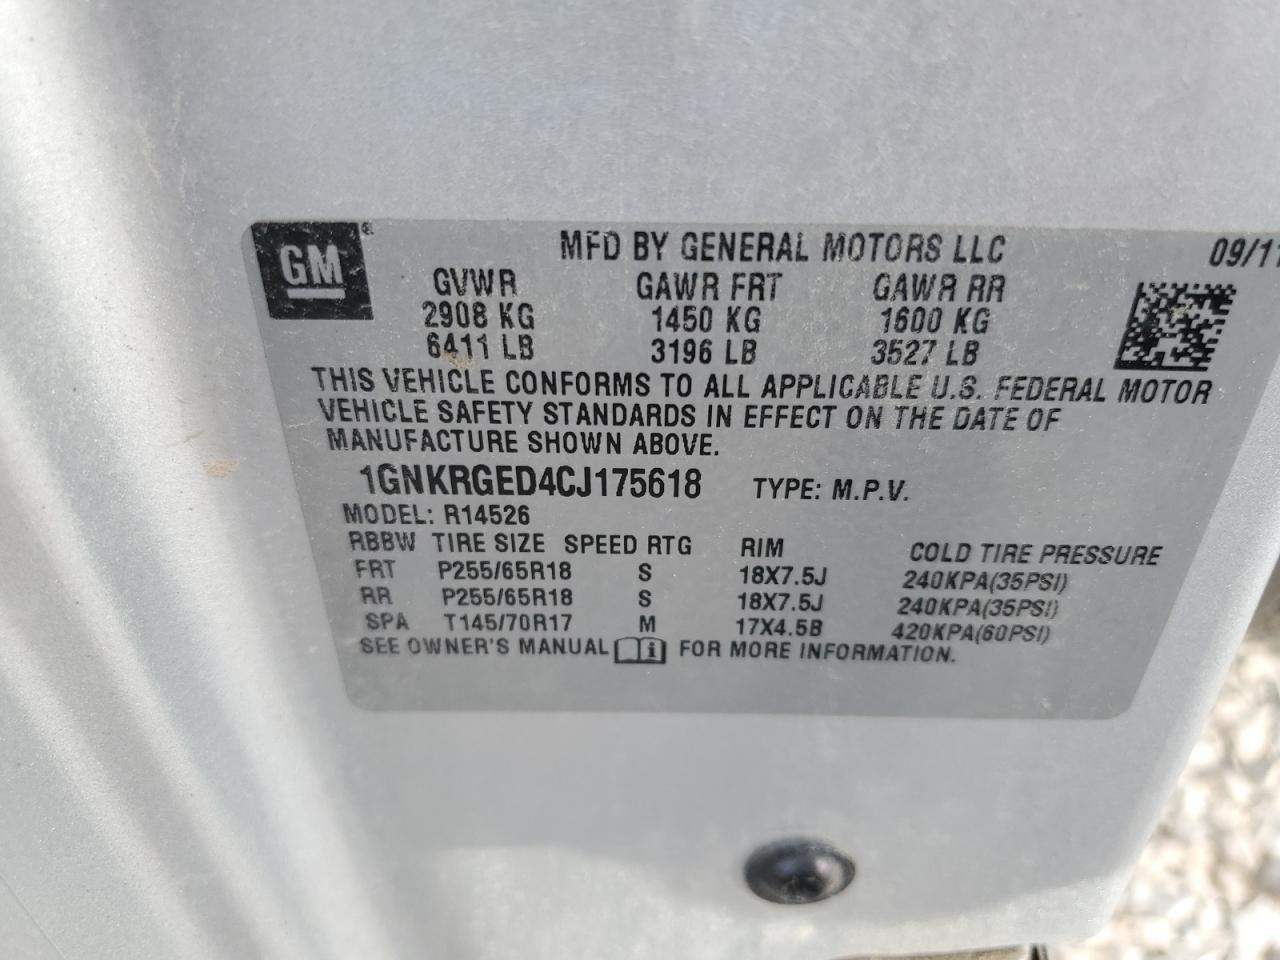 GM®
MFD BY GENERAL MOTORS LLC 09/11
GVWR GAWR FRT GAWR RR
2908 KG 1450 KG 1600 KG
6411 LB 3196 LB 3527 LB
THIS VEHICLE CONFORMS TO ALL APPLICABLE U.S. FEDERAL MOTOR
VEHICLE SAFETY STANDARDS IN EFFECT ON THE DATE OF
MANUFACTURE SHOWN ABOVE.
1GNKRGED4CJ175618 TYPE: M.P.V.
MODEL: R14526
RBBW TIRE SIZE SPEED RTG RIM COLD TIRE PRESSURE
FRT P255/65R18 S 18X7.5J 240KPA(35PSI)
RR P255/65R18 S 18X7.5J 240KPA(35PSI)
SPA T145/70R17 M 17X4.5B 420KPA(60PSI)
SEE OWNER'S MANUAL i FOR MORE INFORMATION.